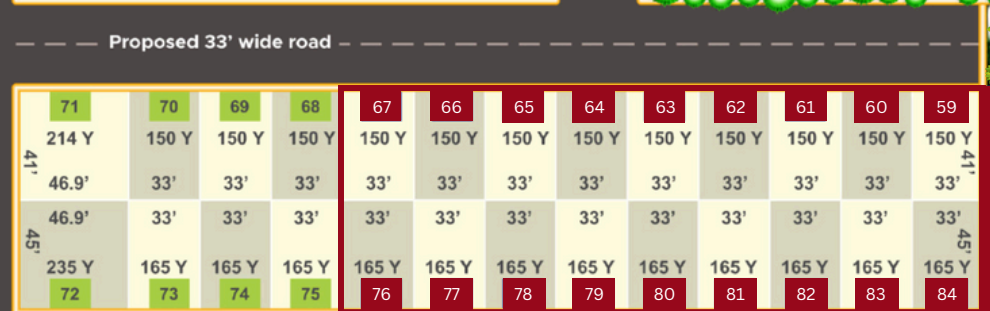 Proposed 33' wide road
71 70 69 68 67 66 65 64 63 62 61 60 59
214 Y 150 Y 150 Y 150 Y 150 Y 150 Y 150 Y 150 Y 150 Y 150 Y 150 Y 150 Y 150 Y
41' 41'
46.9' 33' 33' 33' 33' 33' 33' 33' 33' 33' 33' 33' 33'
46.9' 33' 33' 33' 33' 33' 33' 33' 33' 33' 33' 33' 33'
45' 45'
235 Y 165 Y 165 Y 165 Y 165 Y 165 Y 165 Y 165 Y 165 Y 165 Y 165 Y 165 Y 165 Y
72 73 74 75 76 77 78 79 80 81 82 83 84